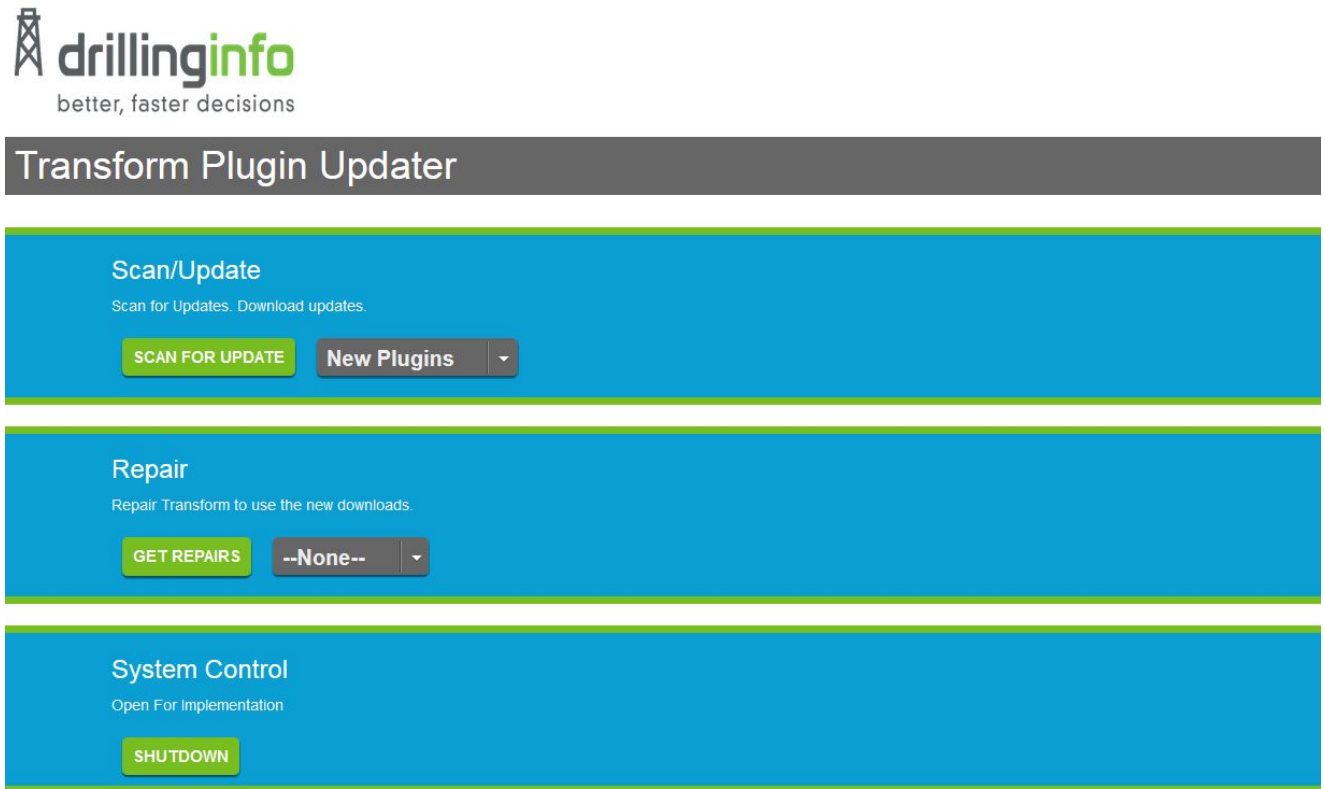 drillinginfo
better, faster decisions
Transform Plugin Updater
Scan/Update
Scan for Updates. Download updates.
SCAN FOR UPDATE New Plugins
Repair
Repair Transform to use the new downloads.
GET REPAIRS --None--
System Control
Open For Implementation
SHUTDOWN